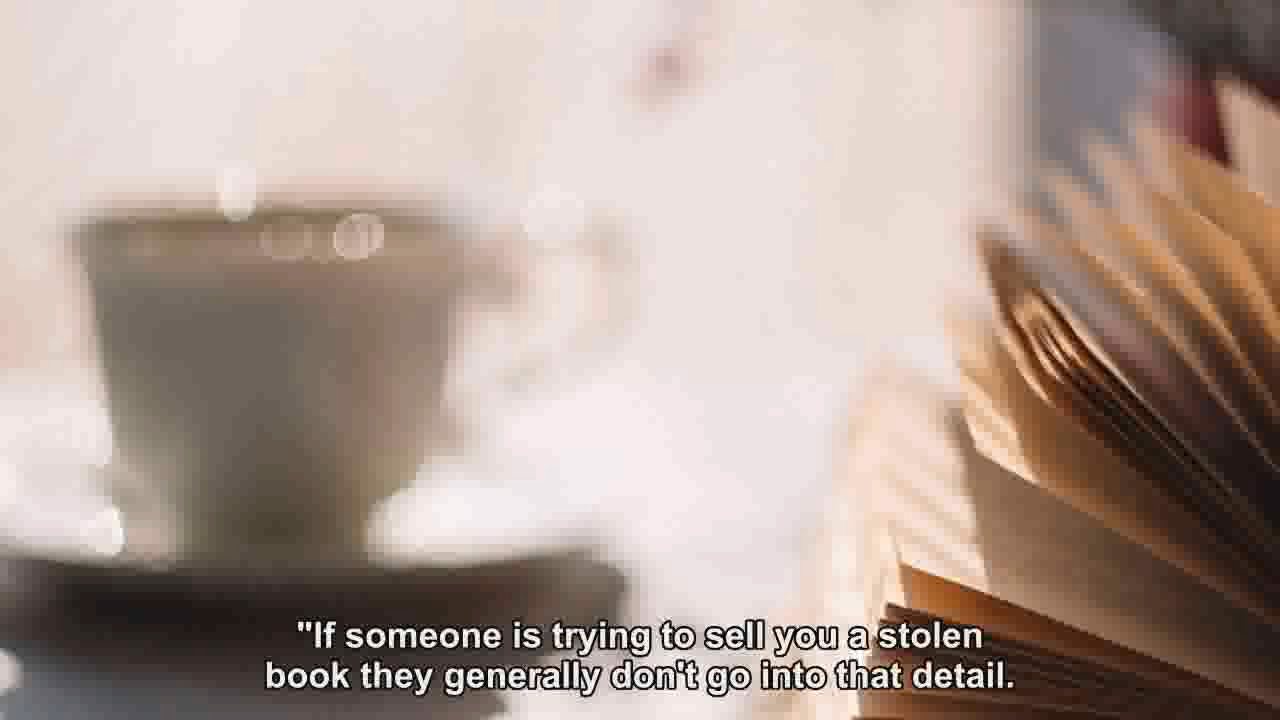 "If someone is trying to sell you a stolen
book they generally don't go into that detail.